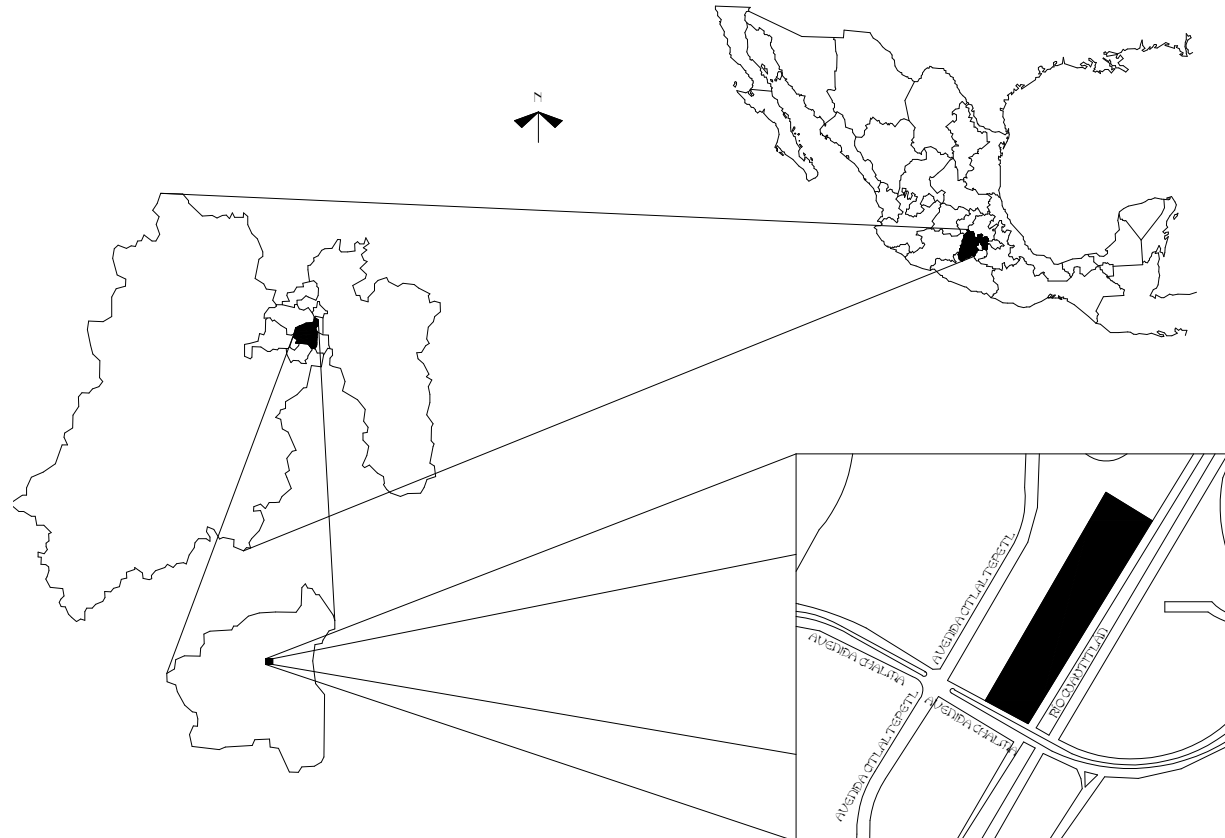 N
AVENIDA CITLALTEPETL
AVENIDA CHALMA
RIO CUAUTITLAN
AVENIDA CHALMA
AVENIDA CITLALTEPETL